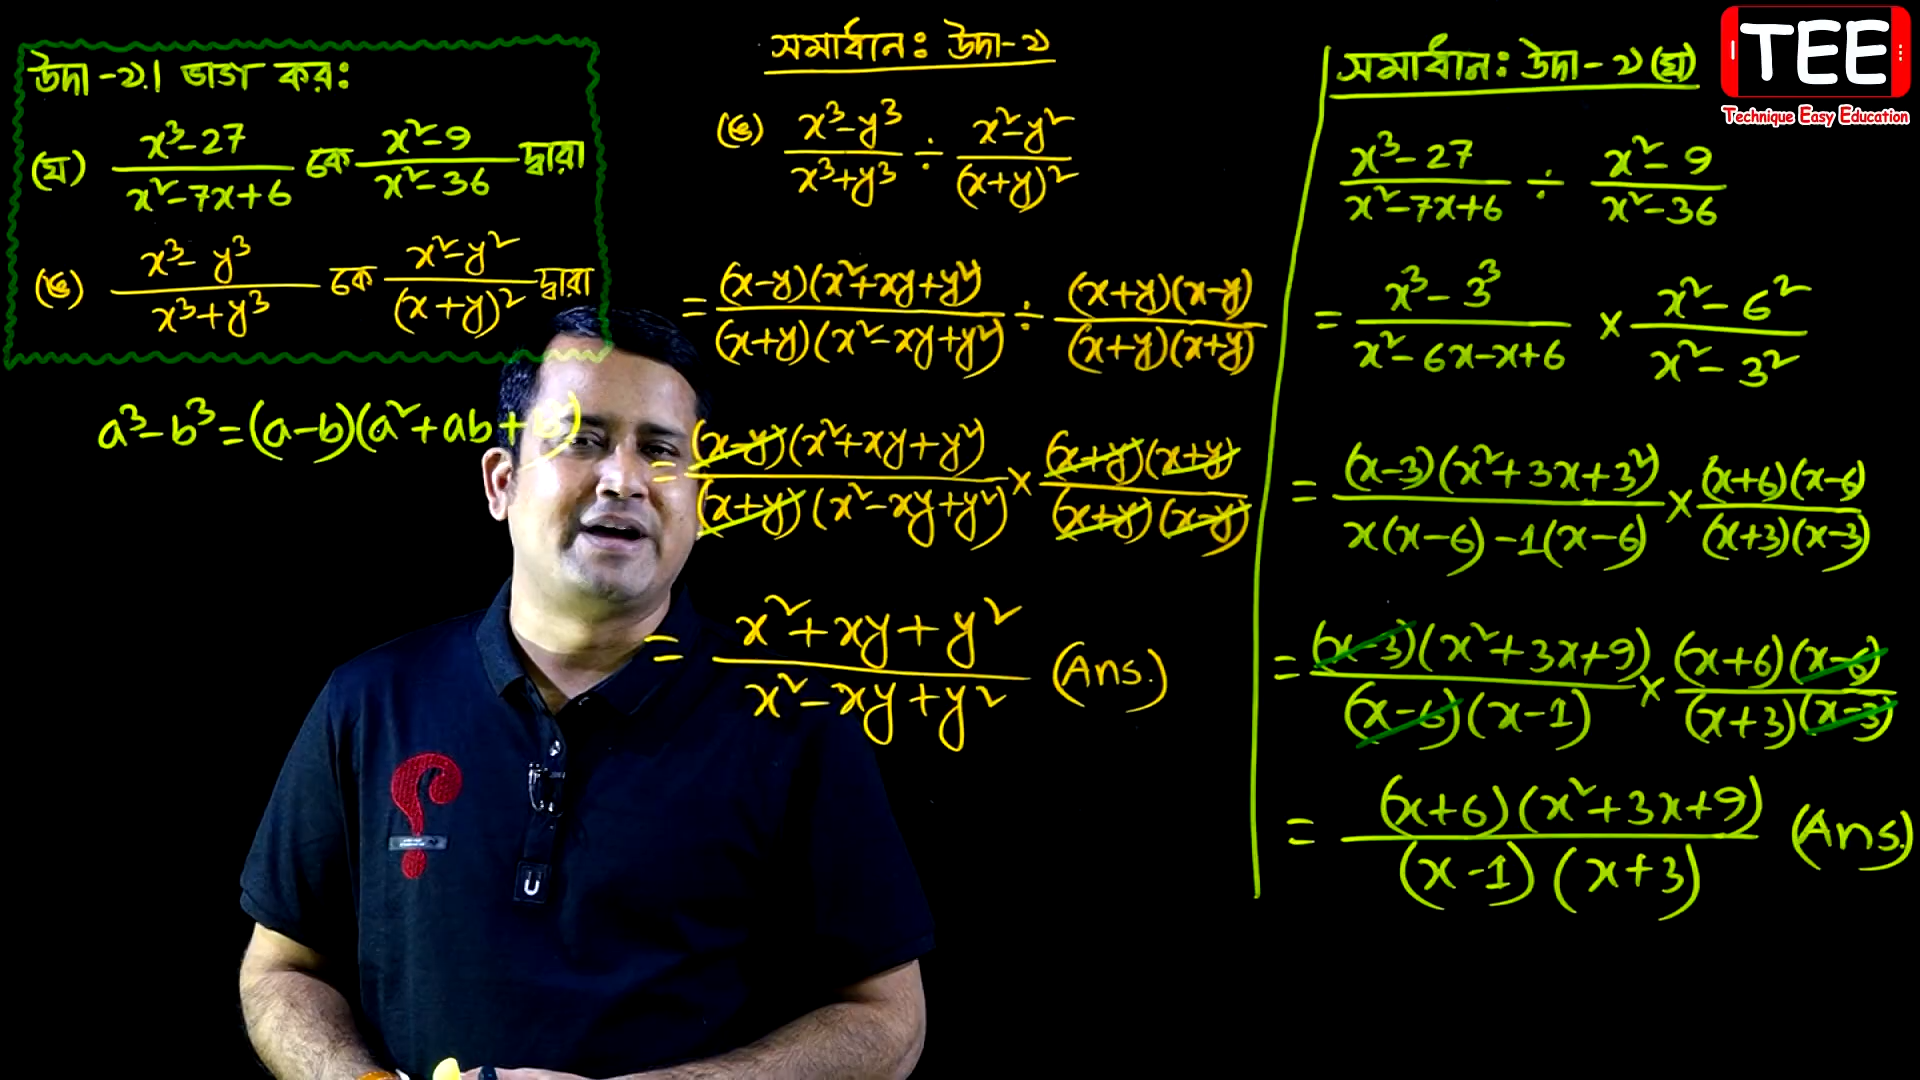 উদা-২। ভাগ কর:
(ঘ) x³-27/x²-7x+6 কে x²-9/x²-36 দ্বারা
(ঙ) x³-y³/x³+y³ কে x²-y²/(x+y)² দ্বারা
a³-b³=(a-b)(a²+ab+b²)
সমাধান: উদা-২
(ঙ) x³-y³/x³+y³ ÷ x²-y²/(x+y)²
= (x-y)(x²+xy+y²)/(x+y)(x²-xy+y²) ÷ (x+y)(x-y)/(x+y)(x+y)
= (x-y)(x²+xy+y²)/(x+y)(x²-xy+y²) × (x+y)(x+y)/(x+y)(x-y)
= x²+xy+y²/x²-xy+y² (Ans.)
সমাধান: উদা-২(ঘ)
x³-27/x²-7x+6 ÷ x²-9/x²-36
= x³-3³/x²-6x-x+6 × x²-6²/x²-3²
= (x-3)(x²+3x+3²)/x(x-6)-1(x-6) × (x+6)(x-6)/(x+3)(x-3)
= (x-3)(x²+3x+9)/(x-6)(x-1) × (x+6)(x-6)/(x+3)(x-3)
= (x+6)(x²+3x+9)/(x-1)(x+3) (Ans.)
TEE
Technique Easy Education
U